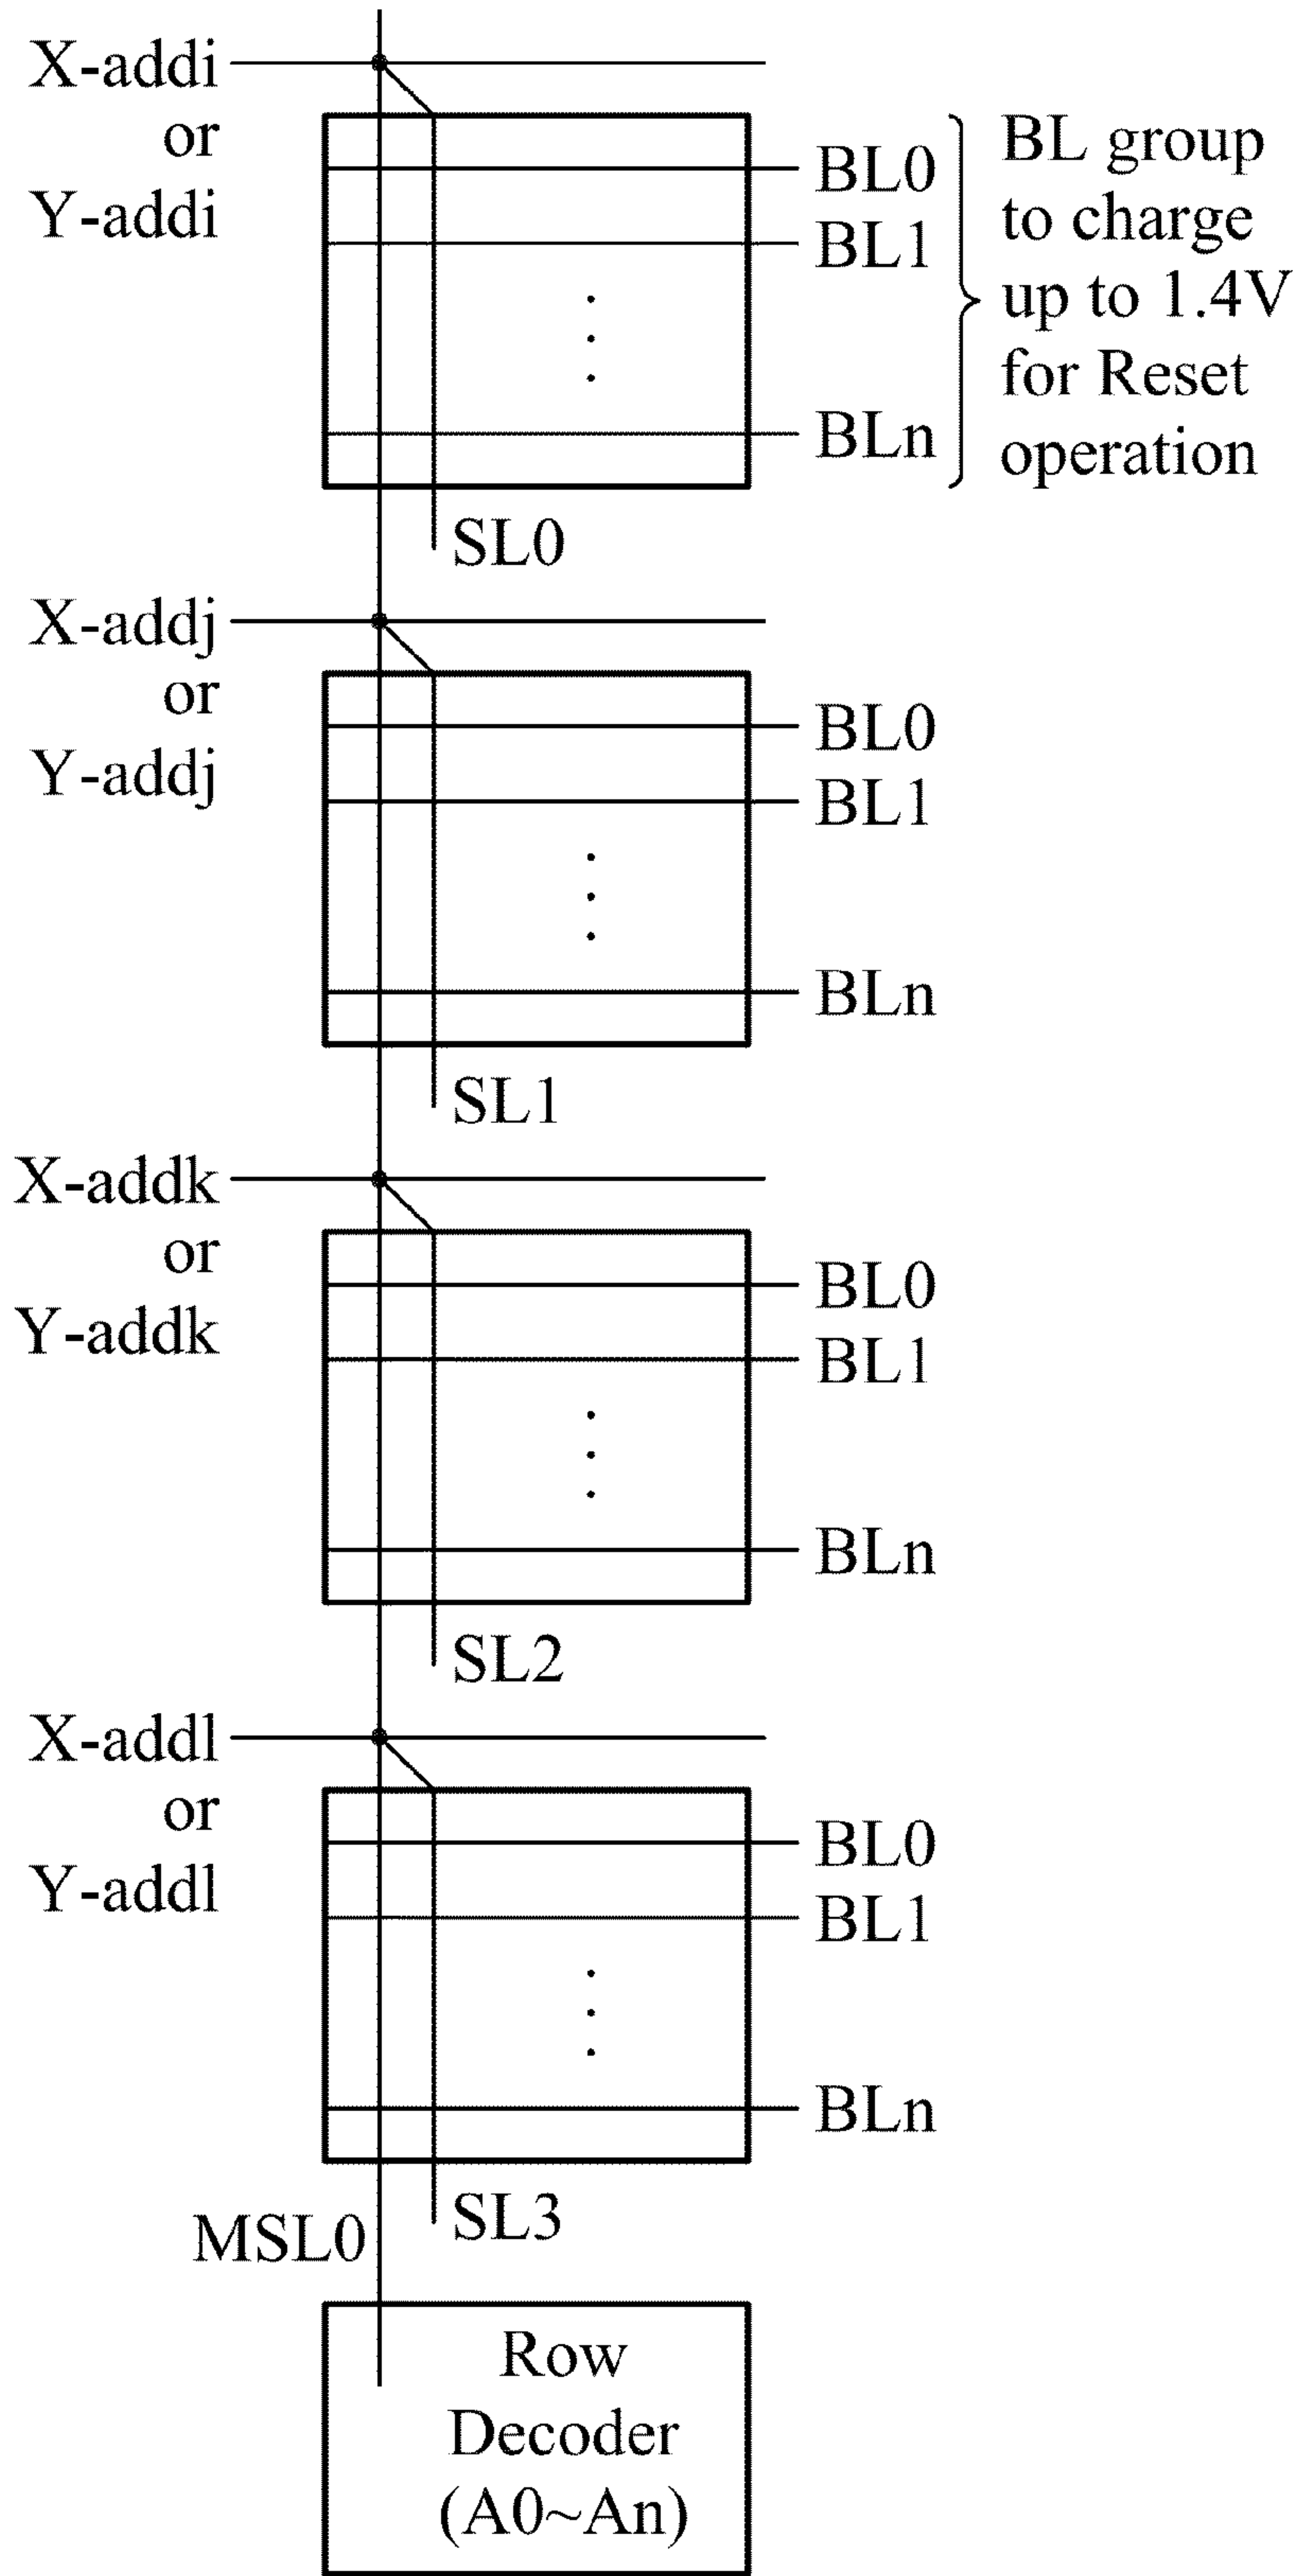 X-addi
or
Y-addi
BL0
BL1
BLn
BL group
to charge
up to 1.4V
for Reset
operation
SL0
X-addj
or
Y-addj
BL0
BL1
BLn
SL1
X-addk
or
Y-addk
BL0
BL1
BLn
SL2
X-addl
or
Y-addl
BL0
BL1
BLn
SL3
MSL0
Row
Decoder
(A0~An)